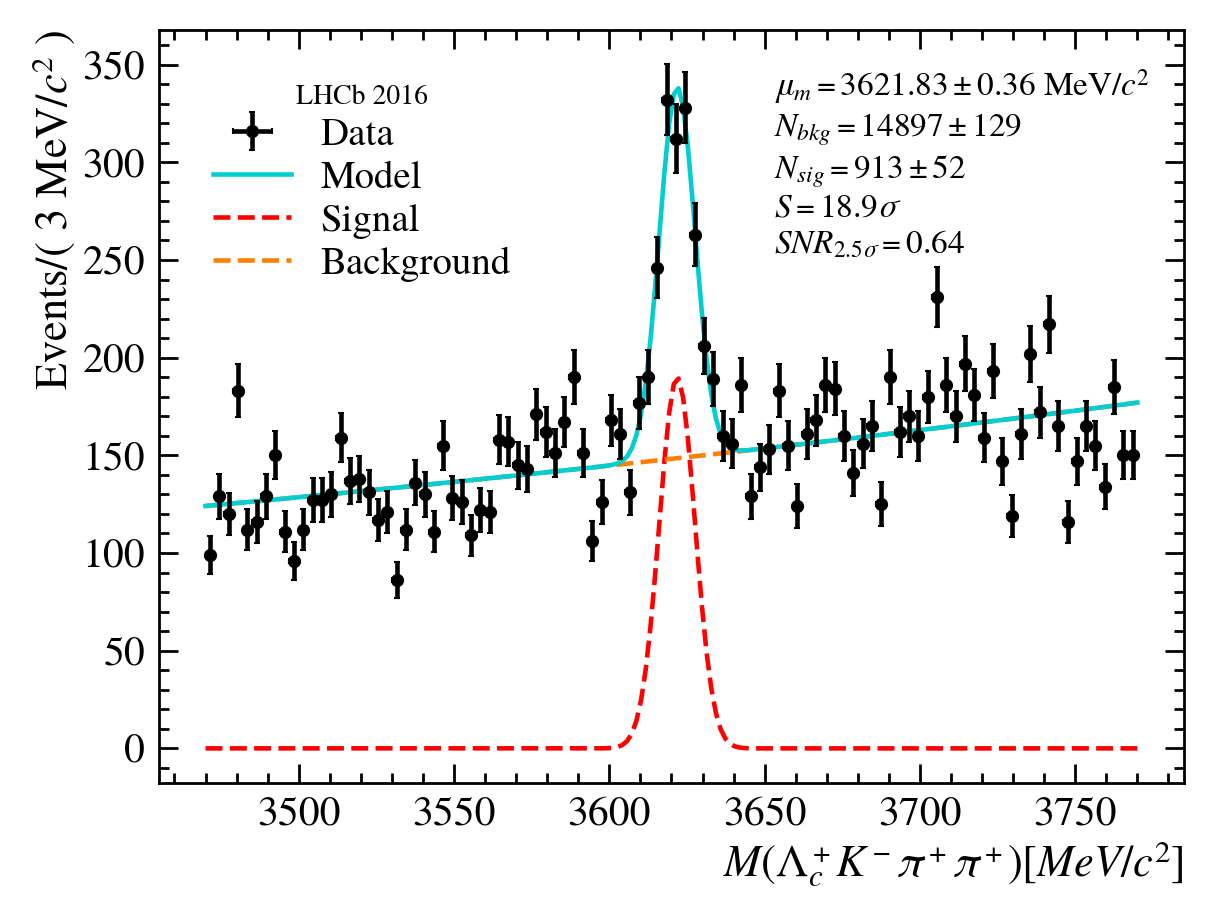 Events/( 3 MeV/c² )
350
300
250
200
150
100
50
0
LHCb 2016
Data
Model
Signal
Background
μₘ = 3621.83 ± 0.36 MeV/c²
N_bkg = 14897 ± 129
N_sig = 913 ± 52
S = 18.9σ
SNR_2.5σ = 0.64
3500 3550 3600 3650 3700 3750
M(Λ_c⁺K⁻π⁺π⁺)[MeV/c²]